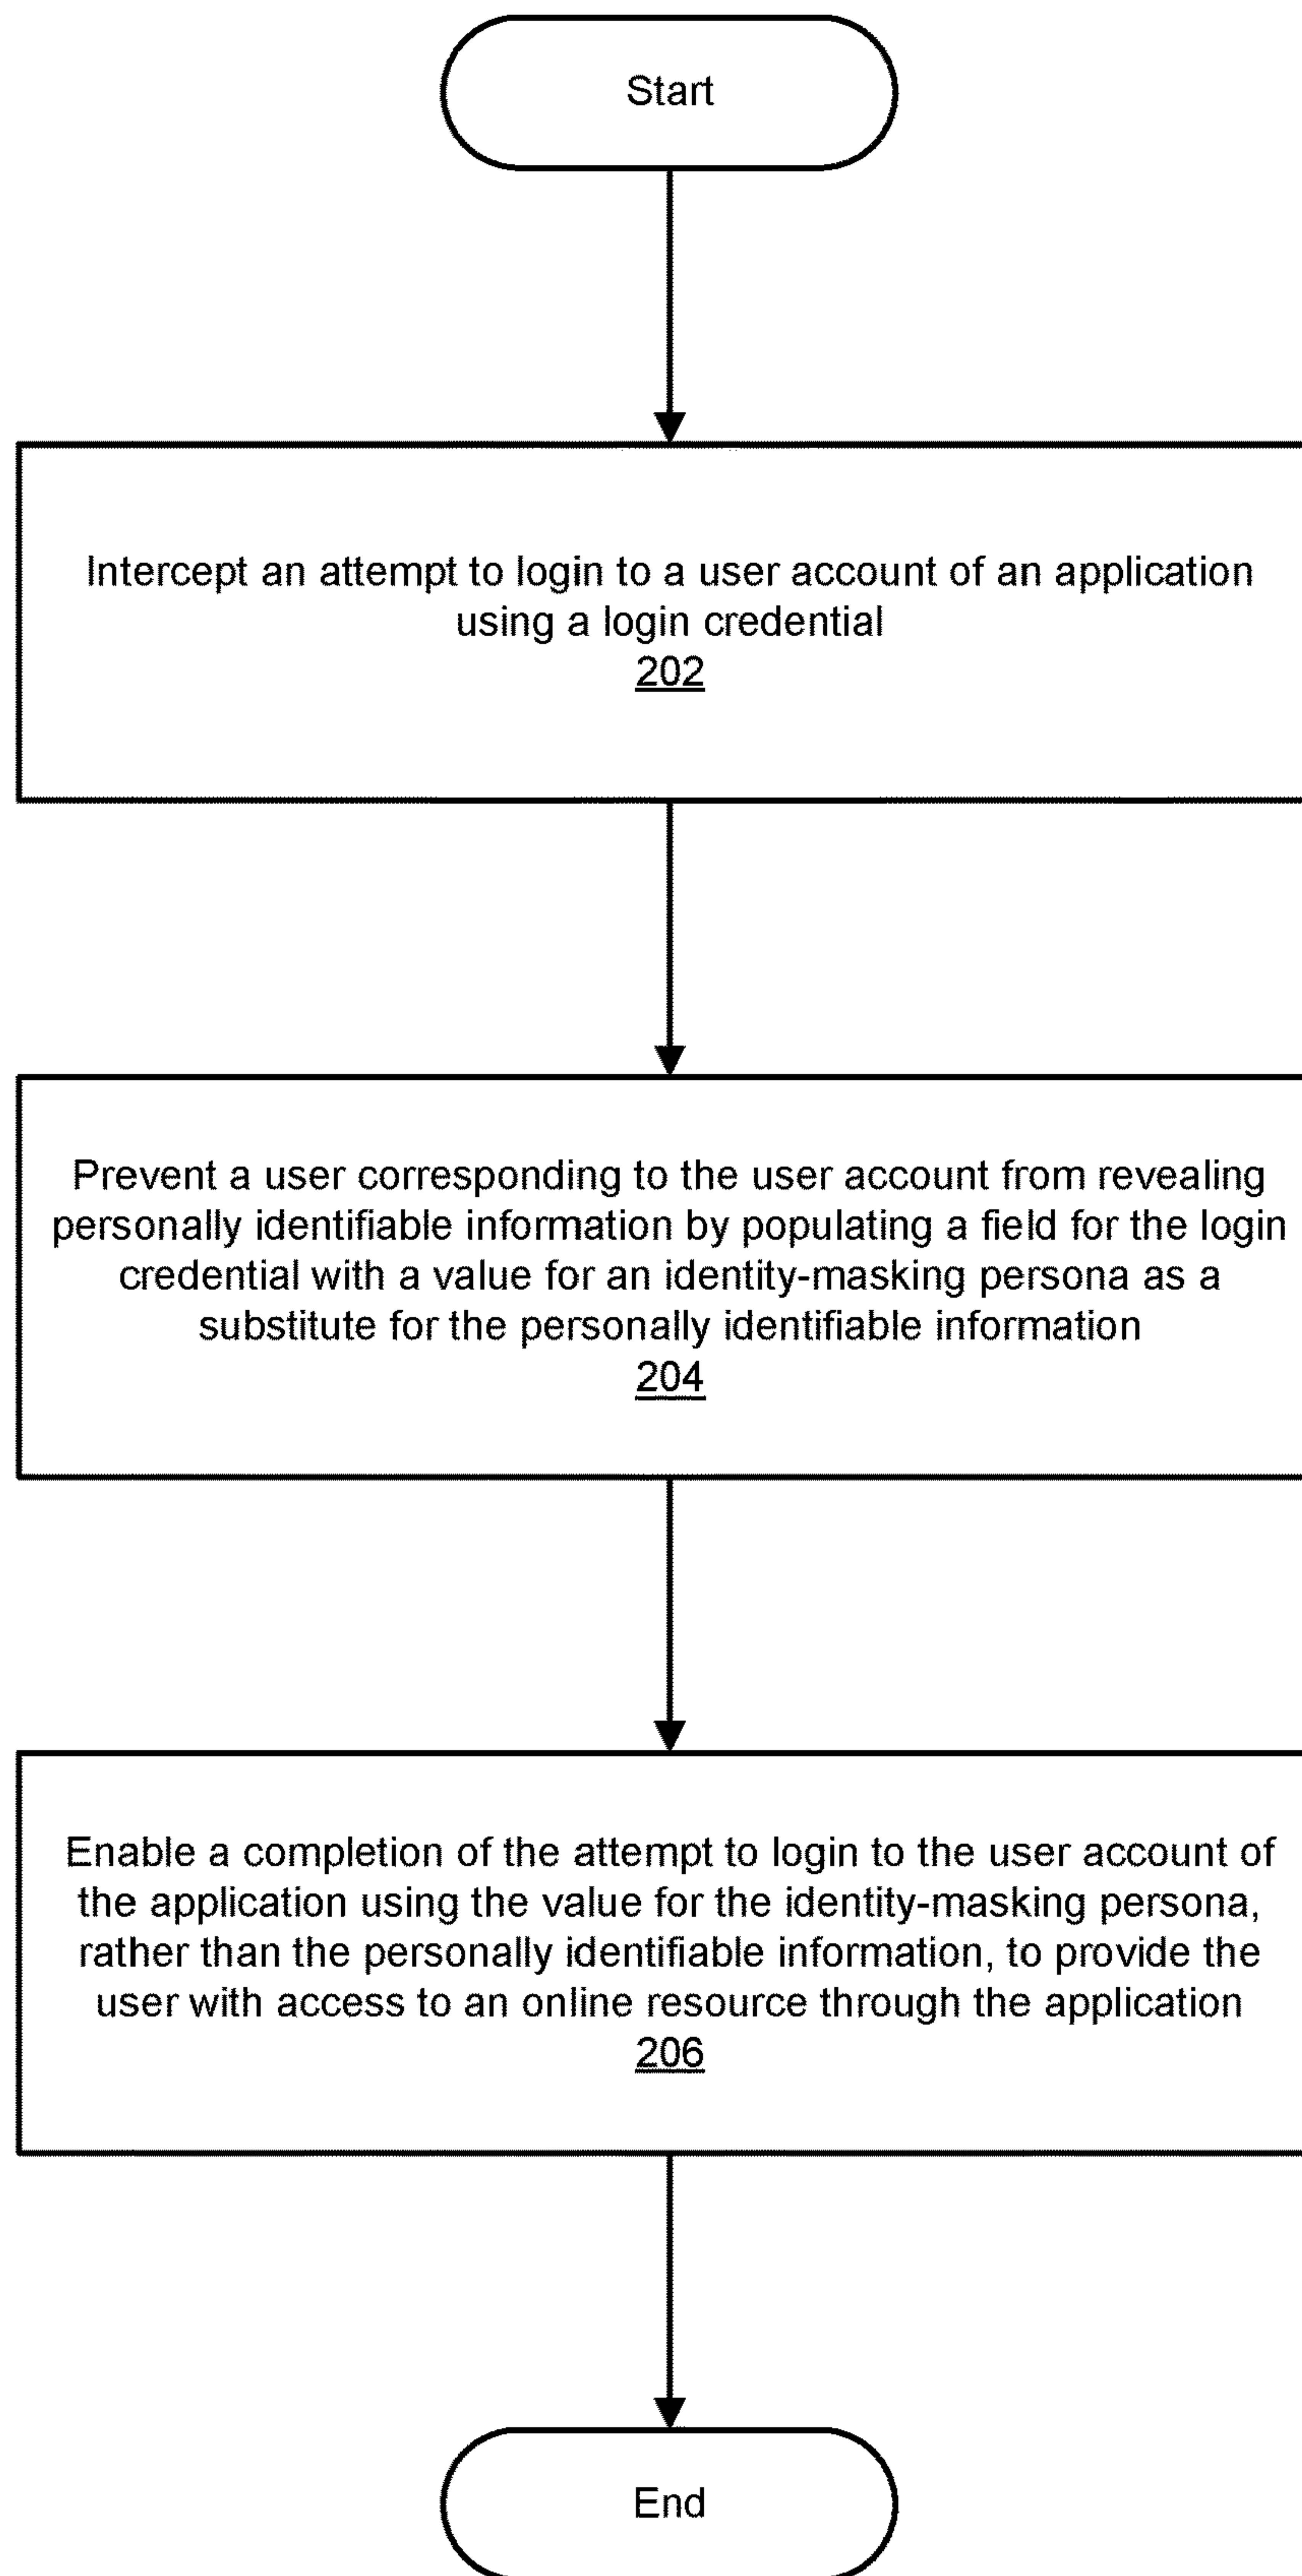 Start
Intercept an attempt to login to a user account of an application
using a login credential
202
Prevent a user corresponding to the user account from revealing
personally identifiable information by populating a field for the login
credential with a value for an identity-masking persona as a
substitute for the personally identifiable information
204
Enable a completion of the attempt to login to the user account of
the application using the value for the identity-masking persona,
rather than the personally identifiable information, to provide the
user with access to an online resource through the application
206
End